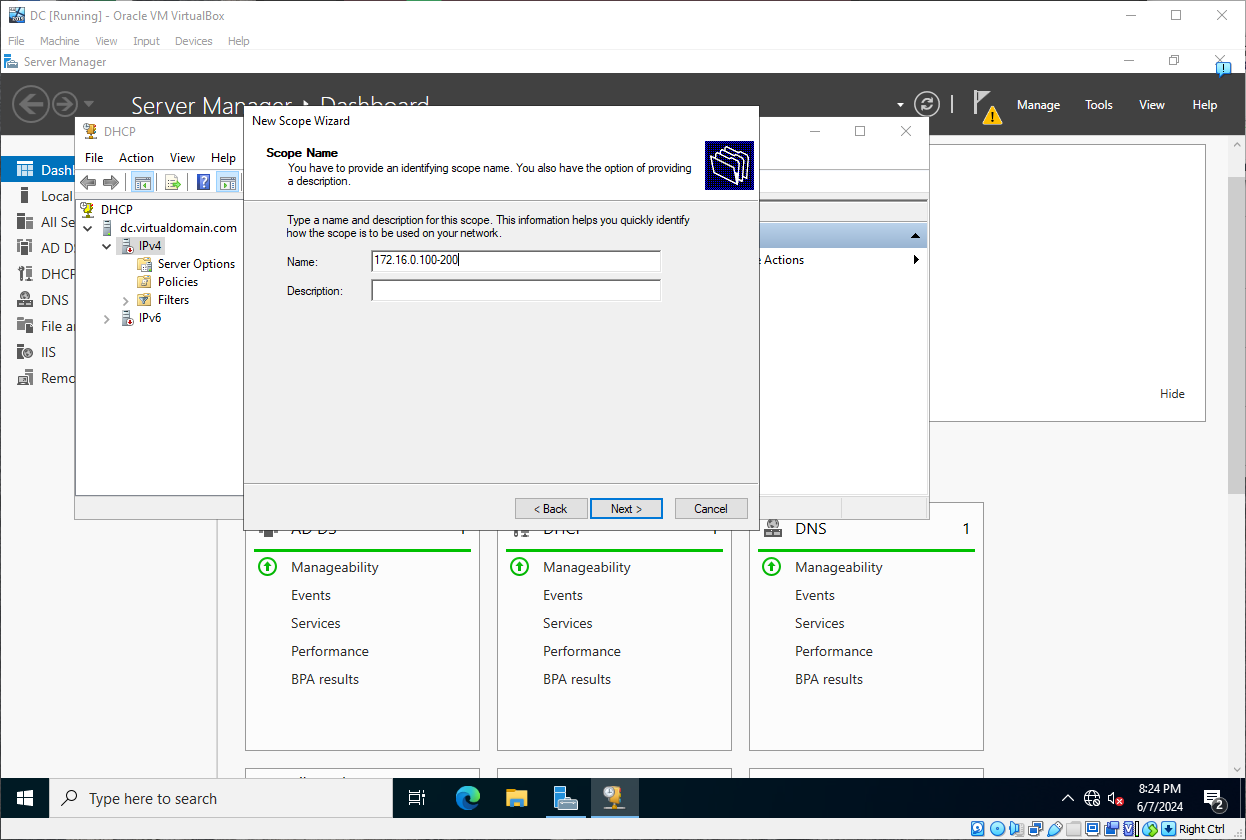 DC [Running] - Oracle VM VirtualBox
File Machine View Input Devices Help
Server Manager
Server Manager Dashboard
Manage Tools View Help
New Scope Wizard
DHCP
Scope Name
You have to provide an identifying scope name. You also have the option of providing
a description.
File Action View Help
Dash
Local
All Se
AD D
DHCP
DNS
File a
IIS
Remo
DHCP
dc.virtualdomain.com
IPv4
Server Options
Policies
Filters
IPv6
Type a name and description for this scope. This information helps you quickly identify
how the scope is to be used on your network.
Name: 172.16.0.100-200
Description:
Actions
Hide
< Back Next > Cancel
AD DS 1
Manageability
Events
Services
Performance
BPA results
DHCP 1
Manageability
Events
Services
Performance
BPA results
DNS 1
Manageability
Events
Services
Performance
BPA results
Type here to search
8:24 PM
6/7/2024
2
Right Ctrl